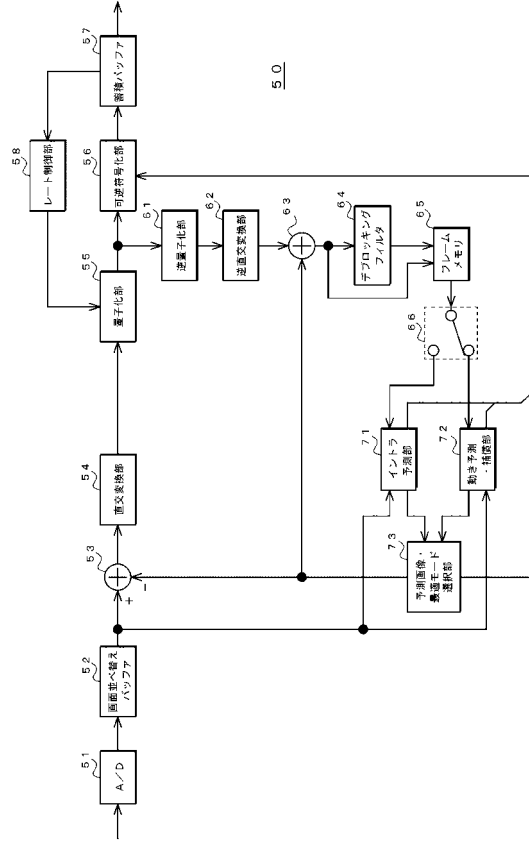 50
51
A/D
52
画面並べ替え
バッファ
53
+
-
54
直交変換部
55
量子化部
56
可逆符号化部
57
蓄積バッファ
58
レート制御部
61
逆量子化部
62
逆直交変換部
63
64
デブロッキング
フィルタ
65
フレーム
メモリ
66
71
イントラ
予測部
72
動き予測
・補償部
73
予測画像・
最適モード
選択部